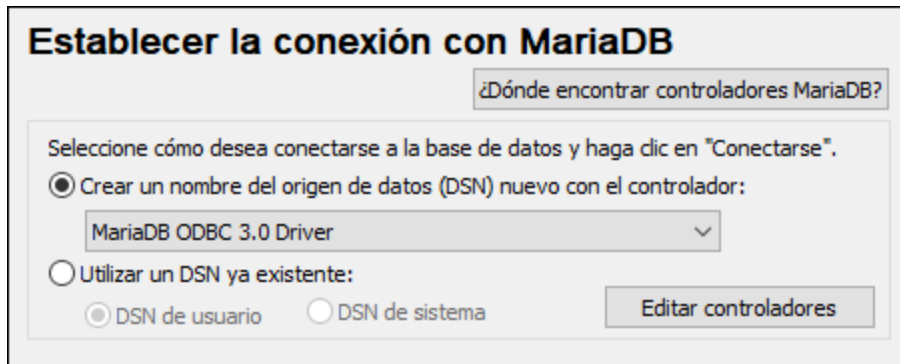 Establecer la conexión con MariaDB
¿Dónde encontrar controladores MariaDB?
Seleccione cómo desea conectarse a la base de datos y haga clic en "Conectarse".
Crear un nombre del origen de datos (DSN) nuevo con el controlador:
MariaDB ODBC 3.0 Driver
Utilizar un DSN ya existente:
DSN de usuario DSN de sistema Editar controladores